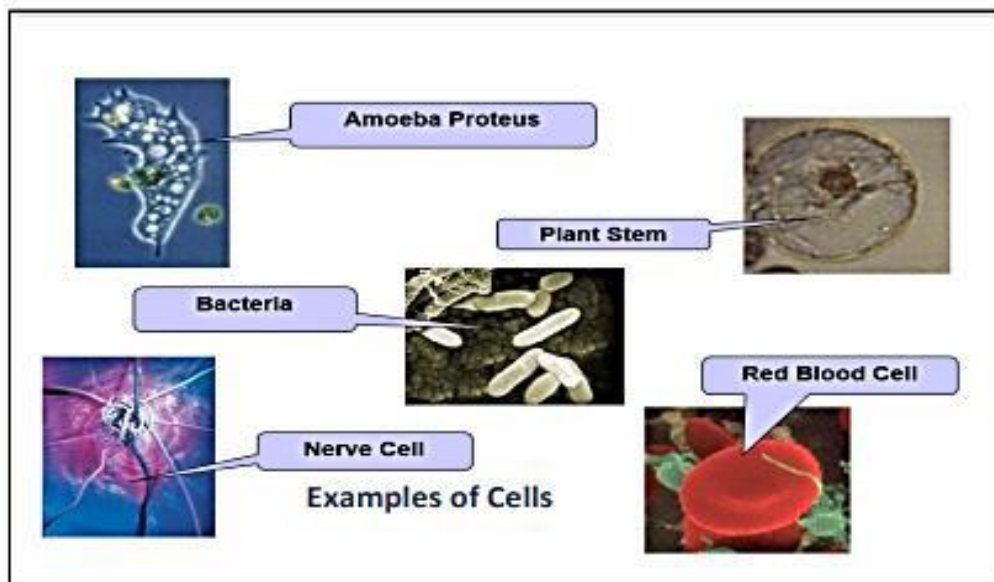 Amoeba Proteus
Plant Stem
Bacteria
Red Blood Cell
Nerve Cell
Examples of Cells